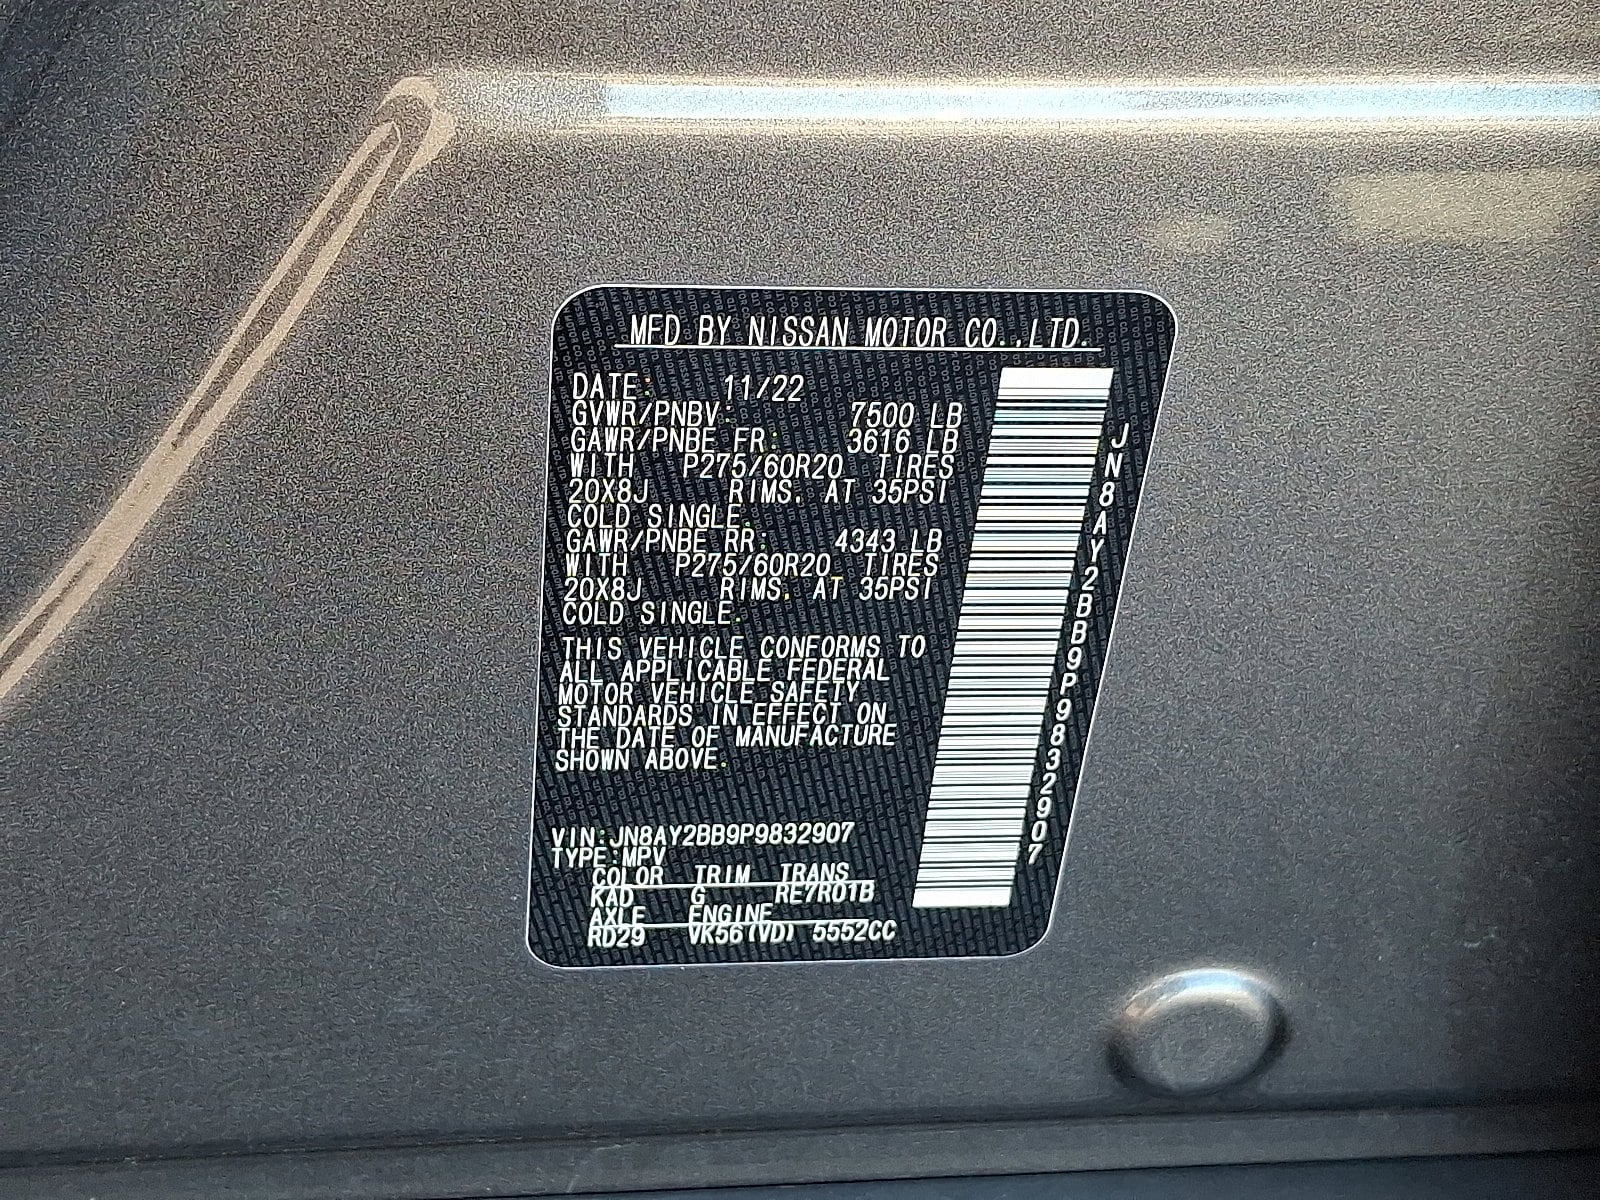 MFD BY NISSAN MOTOR CO.,LTD.
DATE: 11/22
GVWR/PNBV: 7500 LB
GAWR/PNBE FR: 3616 LB
WITH P275/60R20 TIRES
20X8J RIMS. AT 35PSI
COLD SINGLE.
GAWR/PNBE RR: 4343 LB
WITH P275/60R20 TIRES
20X8J RIMS. AT 35PSI
COLD SINGLE.
THIS VEHICLE CONFORMS TO
ALL APPLICABLE FEDERAL
MOTOR VEHICLE SAFETY
STANDARDS IN EFFECT ON
THE DATE OF MANUFACTURE
SHOWN ABOVE.
VIN:JN8AY2BB9P9832907
TYPE:MPV
COLOR TRIM TRANS
KAD G RE7R01B
AXLE ENGINE
RD29 VK56(VD) 5552CC
JN8AY2BB9P9832907